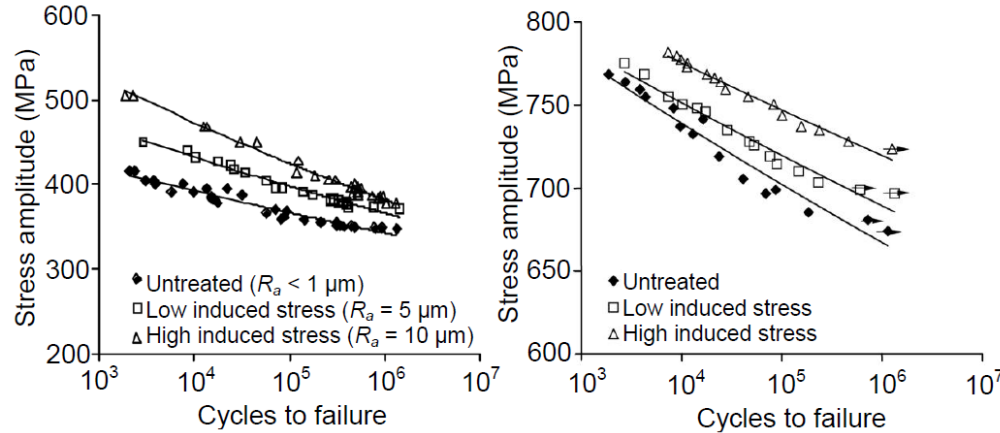 600
500
400
300
200
Stress amplitude (MPa)
Untreated (Rₐ < 1 µm)
Low induced stress (Rₐ = 5 µm)
High induced stress (Rₐ = 10 µm)
10³ 10⁴ 10⁵ 10⁶ 10⁷
Cycles to failure
800
750
700
650
600
Stress amplitude (MPa)
Untreated
Low induced stress
High induced stress
10³ 10⁴ 10⁵ 10⁶ 10⁷
Cycles to failure